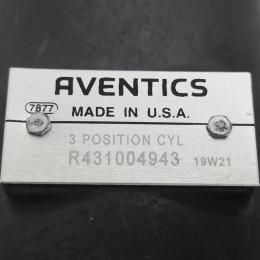 AVENTICS
7877
MADE IN U.S.A.
3 POSITION CYL
R431004943 19W21